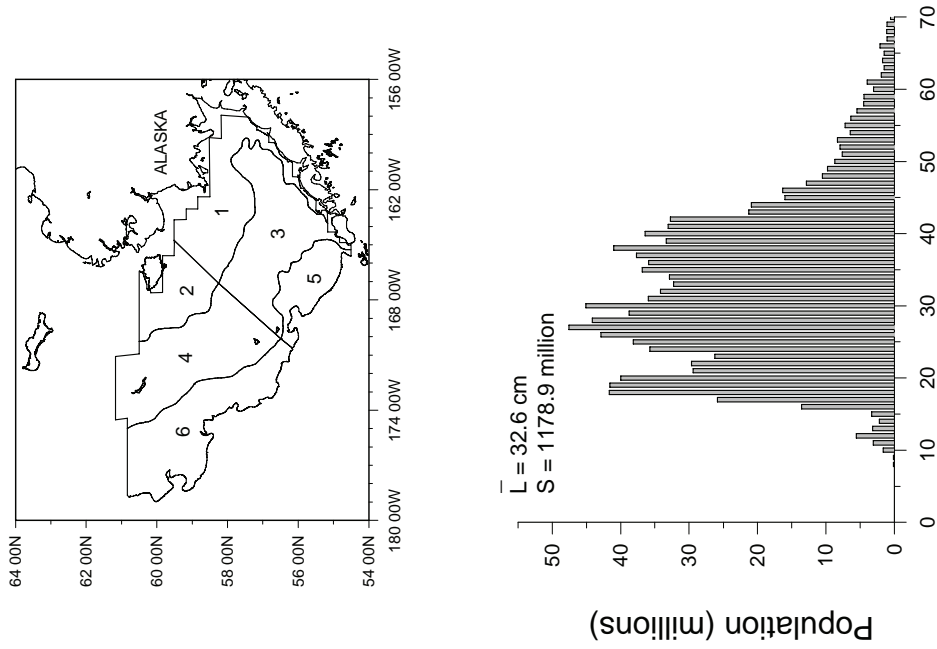 64 00N
62 00N
60 00N
58 00N
56 00N
54 00N
180 00W
174 00W
168 00W
162 00W
156 00W
ALASKA
1
2
3
4
5
6
L = 32.6 cm
S = 1178.9 million
Population (millions)
50
40
30
20
10
0
0
10
20
30
40
50
60
70